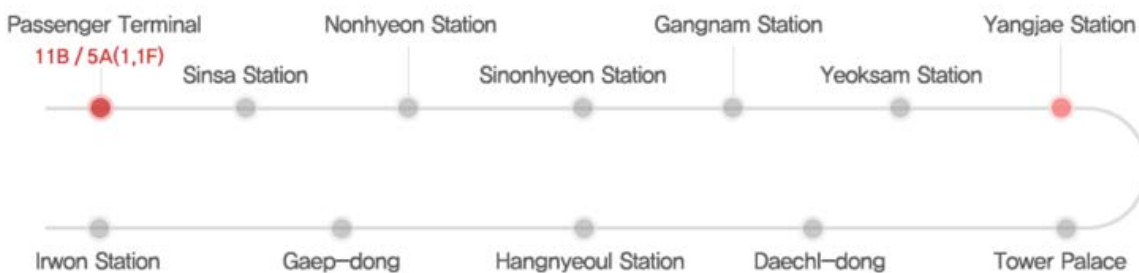 Passenger Terminal
11B / 5A(1,1F)
Sinsa Station
Nonhyeon Station
Sinonhyeon Station
Gangnam Station
Yeoksam Station
Yangjae Station
Tower Palace
Daechl-dong
Hangnyeoul Station
Gaep-dong
Irwon Station